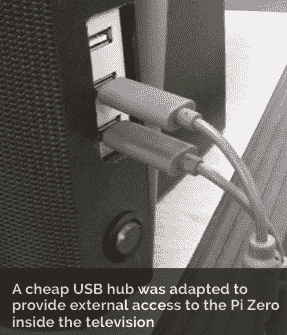 A cheap USB hub was adapted to
provide external access to the Pi Zero
inside the television